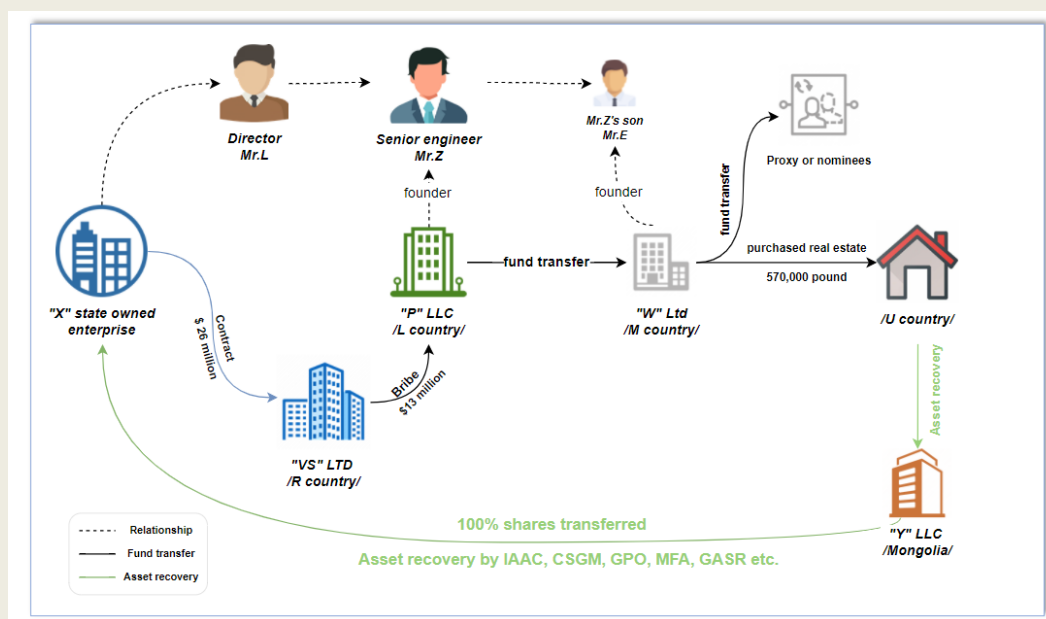 Director
Mr.L
Senior engineer
Mr.Z
Mr.Z's son
Mr.E
Proxy or nominees
founder
founder
fund transfer
"X" state owned
enterprise
Contract
$ 26 million
"P" LLC
/L country/
fund transfer
"W" Ltd
/M country/
purchased real estate
570,000 pound
/U country/
Bribe
$13 million
"VS" LTD
/R country/
Asset recovery
"Y" LLC
/Mongolia/
100% shares transferred
Asset recovery by IAAC, CSGM, GPO, MFA, GASR etc.
Relationship
Fund transfer
Asset recovery